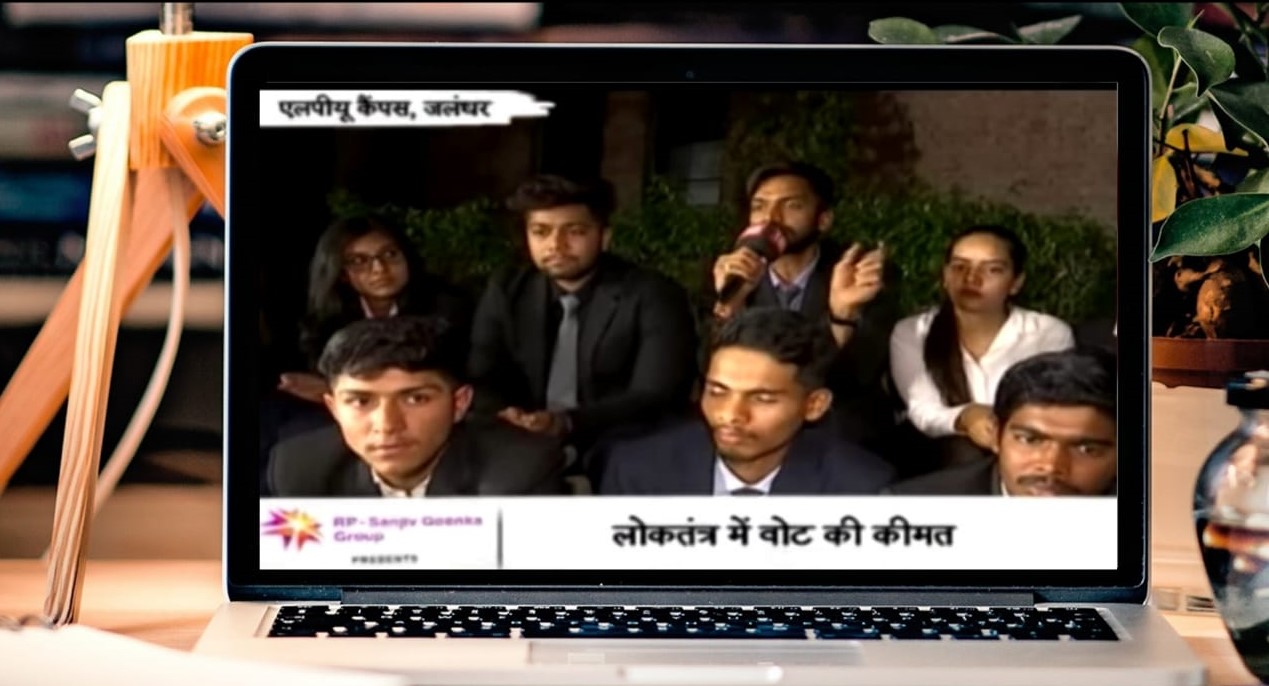 एलपीयू कैंपस, जलंधर
RP-Sanjiv Goenka
Group
PRESENTS
लोकतंत्र में वोट की कीमत